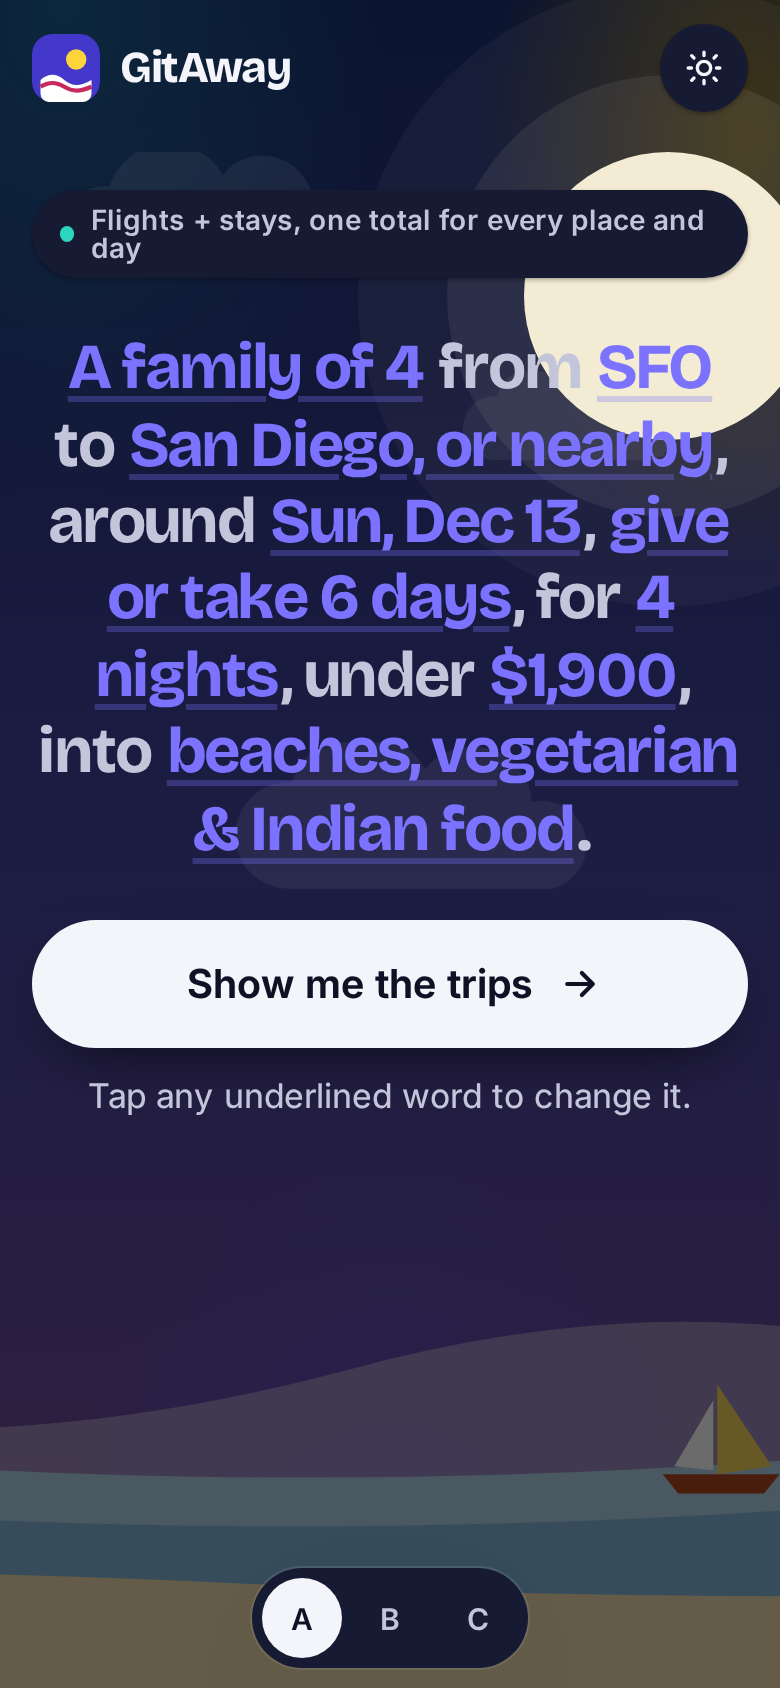 GitAway
Flights + stays, one total for every place and
day
A family of 4 from SFO
to San Diego, or nearby,
around Sun, Dec 13, give
or take 6 days, for 4
nights, under $1,900,
into beaches, vegetarian
& Indian food.
Show me the trips →
Tap any underlined word to change it.
A B C